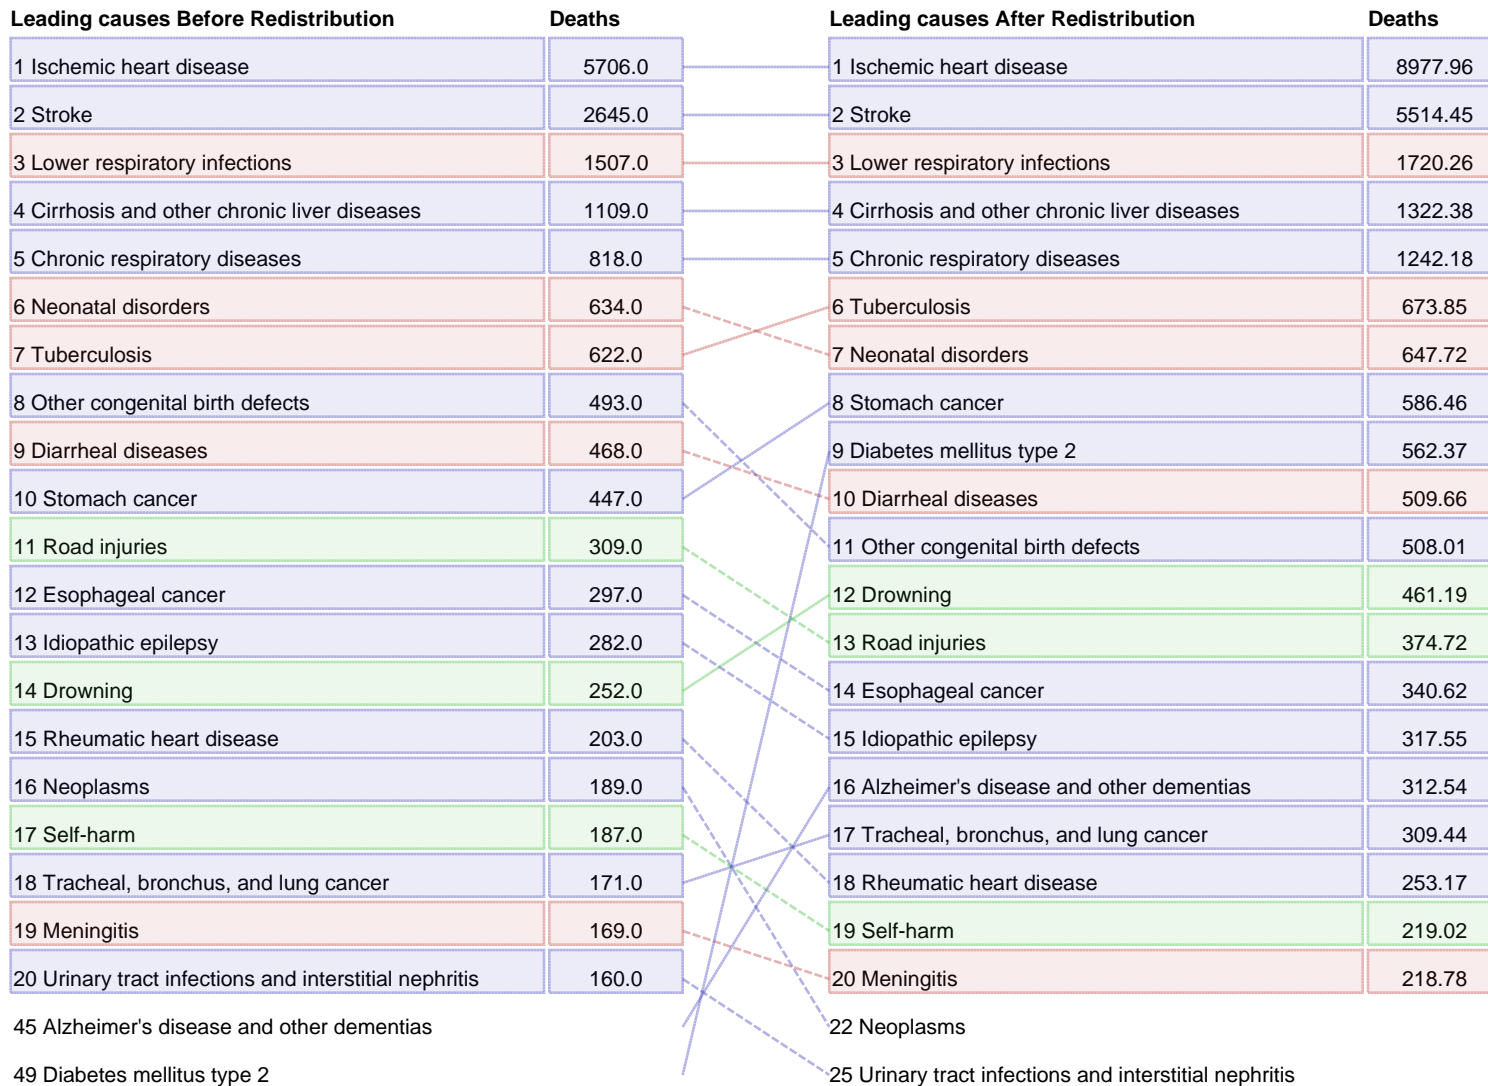 Leading causes Before Redistribution Deaths Leading causes After Redistribution Deaths
1 Ischemic heart disease 5706.0 1 Ischemic heart disease 8977.96
2 Stroke 2645.0 2 Stroke 5514.45
3 Lower respiratory infections 1507.0 3 Lower respiratory infections 1720.26
4 Cirrhosis and other chronic liver diseases 1109.0 4 Cirrhosis and other chronic liver diseases 1322.38
5 Chronic respiratory diseases 818.0 5 Chronic respiratory diseases 1242.18
6 Neonatal disorders 634.0 6 Tuberculosis 673.85
7 Tuberculosis 622.0 7 Neonatal disorders 647.72
8 Other congenital birth defects 493.0 8 Stomach cancer 586.46
9 Diarrheal diseases 468.0 9 Diabetes mellitus type 2 562.37
10 Stomach cancer 447.0 10 Diarrheal diseases 509.66
11 Road injuries 309.0 11 Other congenital birth defects 508.01
12 Esophageal cancer 297.0 12 Drowning 461.19
13 Idiopathic epilepsy 282.0 13 Road injuries 374.72
14 Drowning 252.0 14 Esophageal cancer 340.62
15 Rheumatic heart disease 203.0 15 Idiopathic epilepsy 317.55
16 Neoplasms 189.0 16 Alzheimer's disease and other dementias 312.54
17 Self-harm 187.0 17 Tracheal, bronchus, and lung cancer 309.44
18 Tracheal, bronchus, and lung cancer 171.0 18 Rheumatic heart disease 253.17
19 Meningitis 169.0 19 Self-harm 219.02
20 Urinary tract infections and interstitial nephritis 160.0 20 Meningitis 218.78
45 Alzheimer's disease and other dementias 22 Neoplasms
49 Diabetes mellitus type 2 25 Urinary tract infections and interstitial nephritis